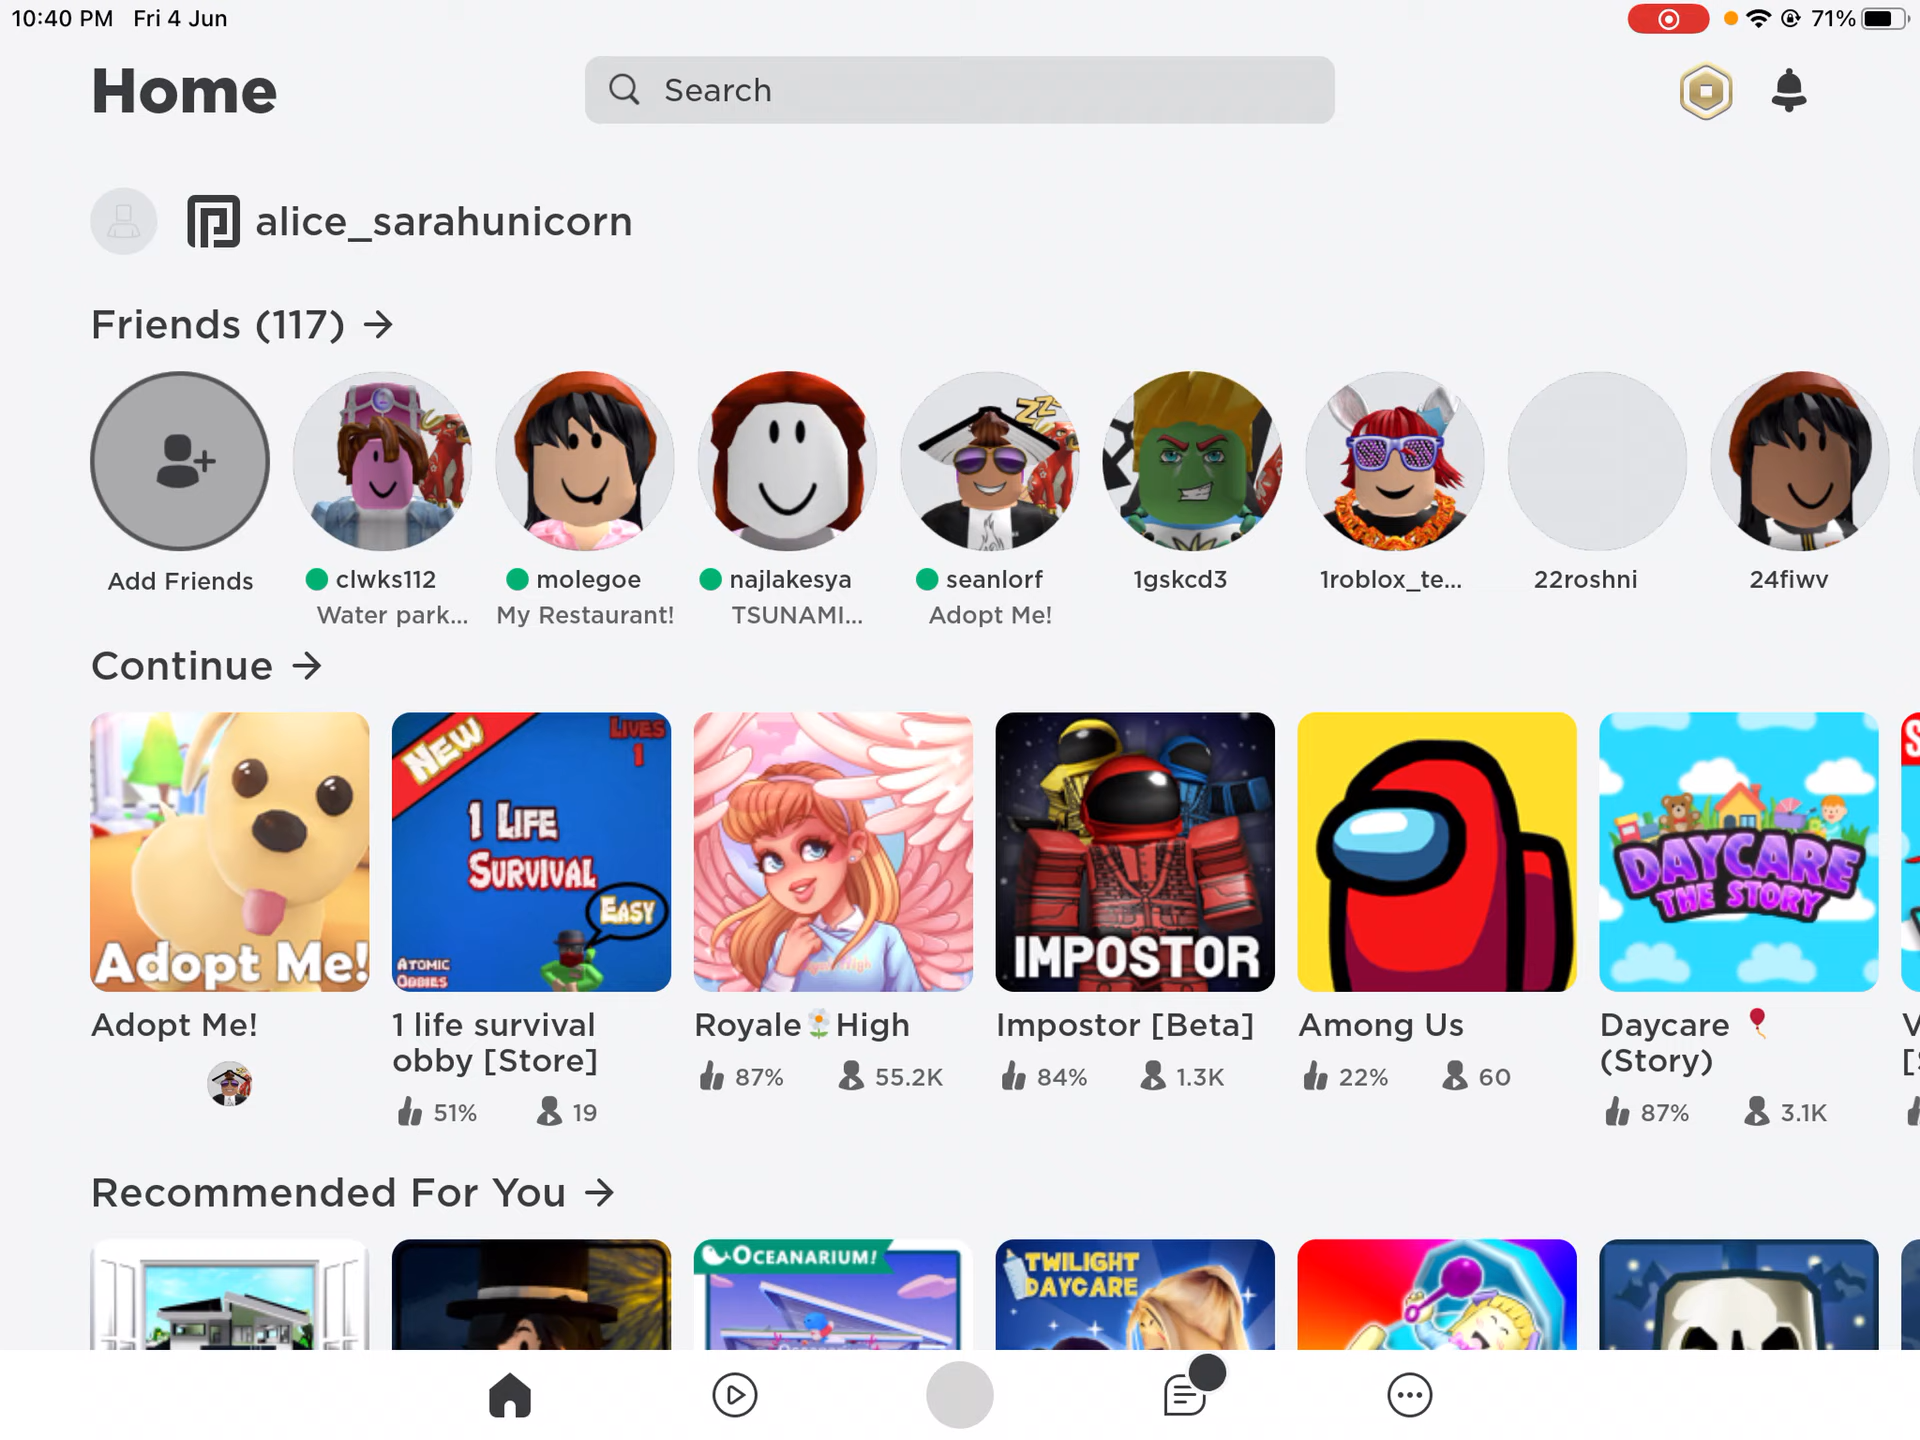 10:40 PM Fri 4 Jun
71%
Home
Search
alice_sarahunicorn
Friends (117)
Add Friends
clwks112
Water park...
molegoe
My Restaurant!
najlakesya
TSUNAMI...
seanlorf
Adopt Me!
1gskcd3
1roblox_te...
22roshni
24fiwv
Continue
Adopt Me!
NEW
LIVES
1
1 LIFE
SURVIVAL
EASY
ATOMIC
OBBIES
IMPOSTOR
DAYCARE
THE STORY
Adopt Me!
1 life survival
obby [Store]
51% 19
Royale High
87% 55.2K
Impostor [Beta]
84% 1.3K
Among Us
22% 60
Daycare
(Story)
87% 3.1K
Recommended For You
OCEANARIUM!
TWILIGHT
DAYCARE